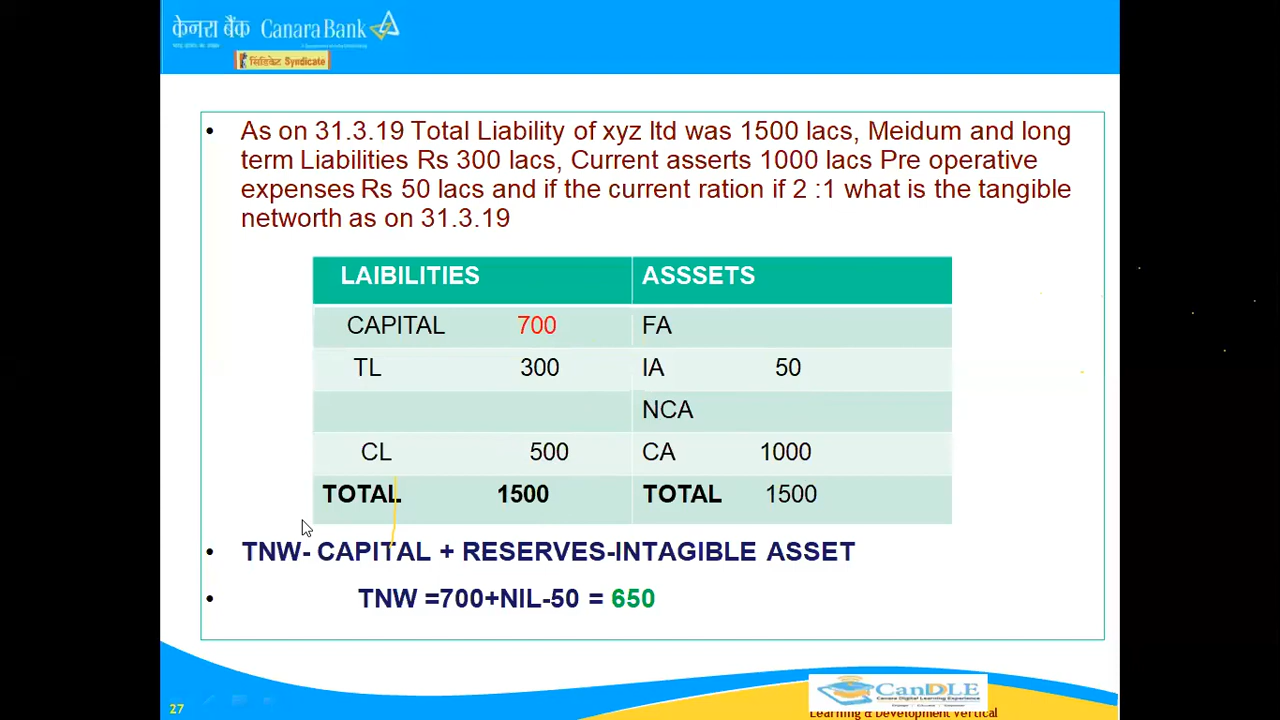 केनरा बैंक Canara Bank
सिंडिकेट Syndicate
• As on 31.3.19 Total Liability of xyz ltd was 1500 lacs, Meidum and long
term Liabilities Rs 300 lacs, Current asserts 1000 lacs Pre operative
expenses Rs 50 lacs and if the current ration if 2 :1 what is the tangible
networth as on 31.3.19
LAIBILITIES ASSSETS
CAPITAL 700 FA
TL 300 IA 50
NCA
CL 500 CA 1000
TOTAL 1500 TOTAL 1500
• TNW- CAPITAL + RESERVES-INTAGIBLE ASSET
• TNW =700+NIL-50 = 650
CanDLE
Canara Digital Learning Experience
Learning & Development Vertical
27